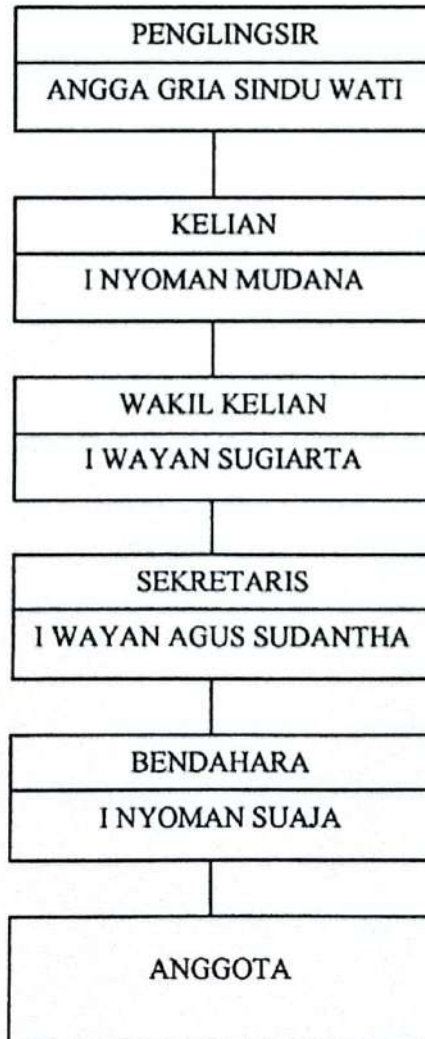 PENGLINGSIR
ANGGA GRIA SINDU WATI
KELIAN
I NYOMAN MUDANA
WAKIL KELIAN
I WAYAN SUGIARTA
SEKRETARIS
I WAYAN AGUS SUDANTHA
BENDAHARA
I NYOMAN SUAJA
ANGGOTA